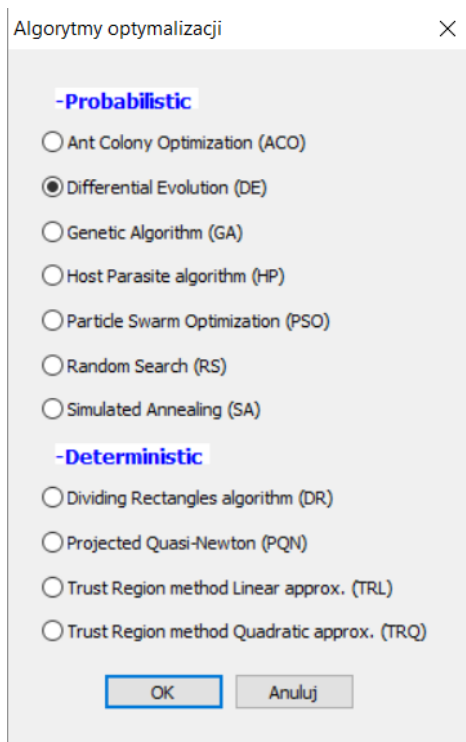 Algorytmy optymalizacji
-Probabilistic
Ant Colony Optimization (ACO)
Differential Evolution (DE)
Genetic Algorithm (GA)
Host Parasite algorithm (HP)
Particle Swarm Optimization (PSO)
Random Search (RS)
Simulated Annealing (SA)
-Deterministic
Dividing Rectangles algorithm (DR)
Projected Quasi-Newton (PQN)
Trust Region method Linear approx. (TRL)
Trust Region method Quadratic approx. (TRQ)
OK Anuluj